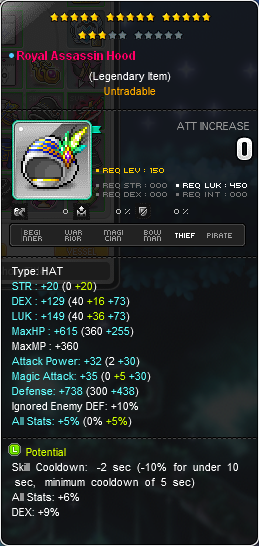 Royal Assassin Hood
(Legendary Item)
Untradable
ATT INCREASE
0
REQ LEV : 150
REQ STR : 000 REQ LUK : 450
REQ DEX : 000 REQ INT : 000
0 0 % 0 %
BEGINNER WARRIOR MAGICIAN BOWMAN THIEF PIRATE
Type: HAT
STR : +20 (0 +20)
DEX : +129 (40 +16 +73)
LUK : +149 (40 +36 +73)
MaxHP : +615 (360 +255)
MaxMP : +360
Attack Power: +32 (2 +30)
Magic Attack: +35 (0 +5 +30)
Defense: +738 (300 +438)
Ignored Enemy DEF: +10%
All Stats: +5% (0% +5%)
L Potential
Skill Cooldown: -2 sec (-10% for under 10
sec, minimum cooldown of 5 sec)
All Stats: +6%
DEX: +9%